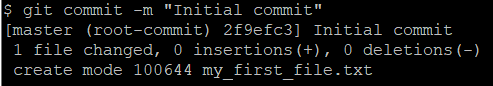 $ git commit -m "Initial commit"
[master (root-commit) 2f9efc3] Initial commit
 1 file changed, 0 insertions(+), 0 deletions(-)
 create mode 100644 my_first_file.txt